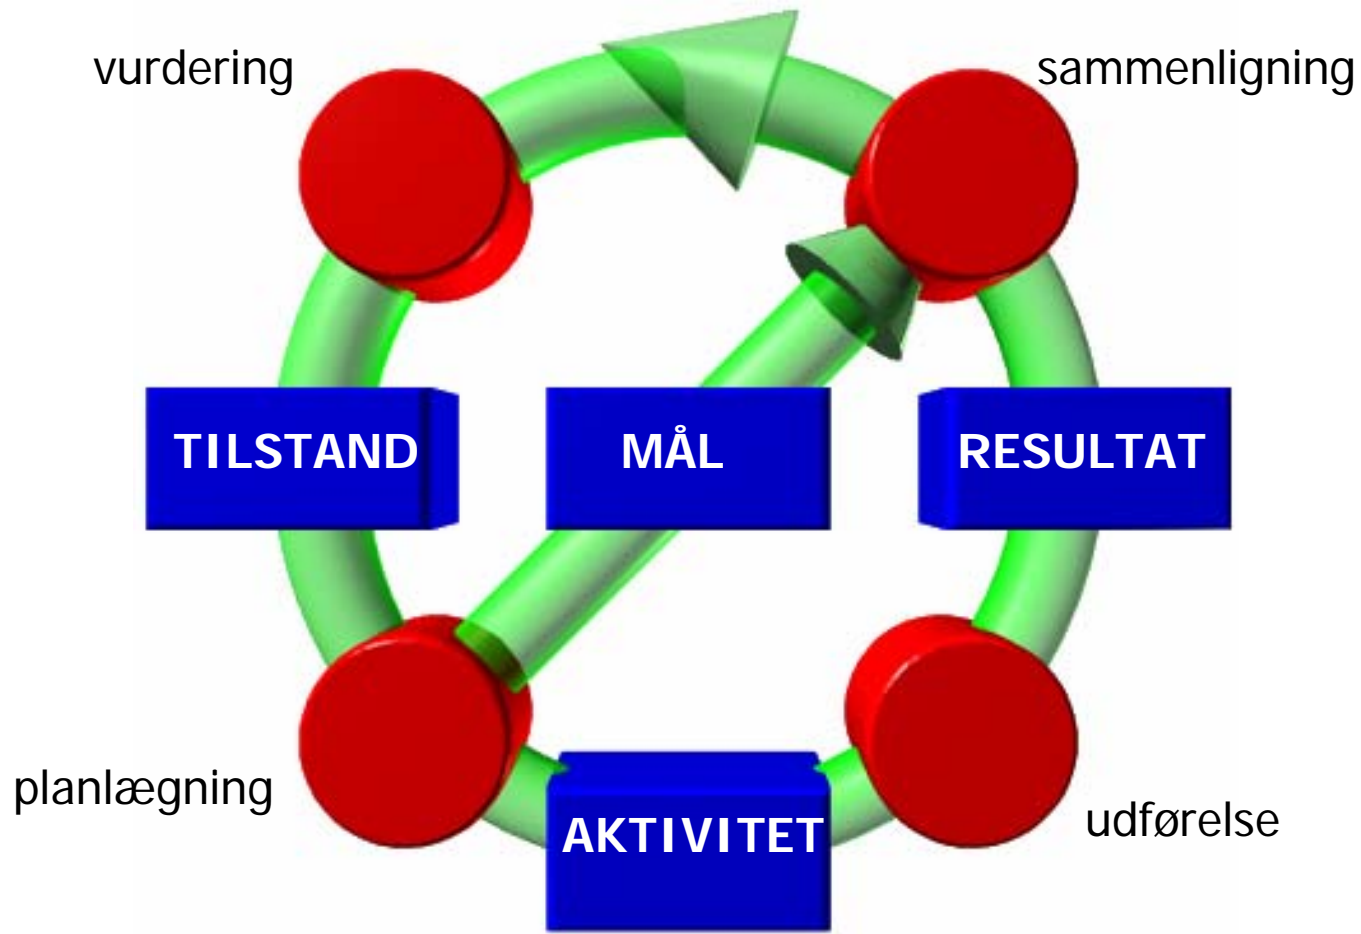 vurdering
sammenligning
TILSTAND
MÅL
RESULTAT
planlægning
AKTIVITET
udførelse